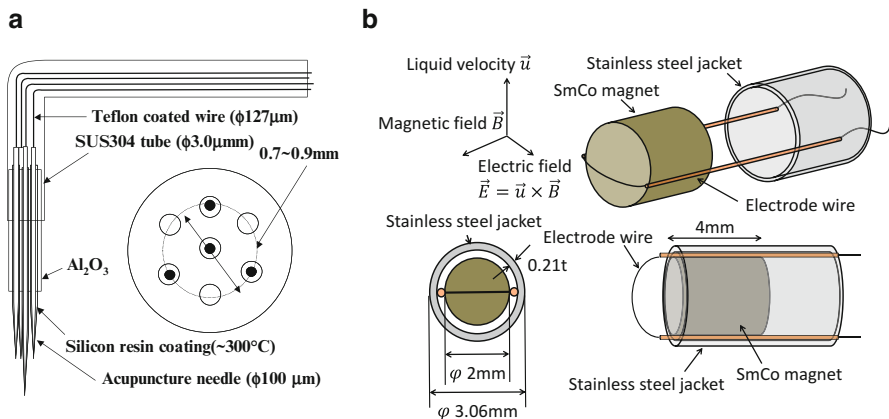 a
Teflon coated wire (ϕ127μm)
SUS304 tube (ϕ3.0μmm)
0.7~0.9mm
Al₂O₃
Silicon resin coating(~300°C)
Acupuncture needle (ϕ100 μm)
b
Liquid velocity u⃗
Magnetic field B⃗
Electric field
E⃗ = u⃗ × B⃗
Stainless steel jacket
SmCo magnet
Electrode wire
Stainless steel jacket
Electrode wire
0.21t
φ 2mm
φ 3.06mm
4mm
SmCo magnet
Stainless steel jacket